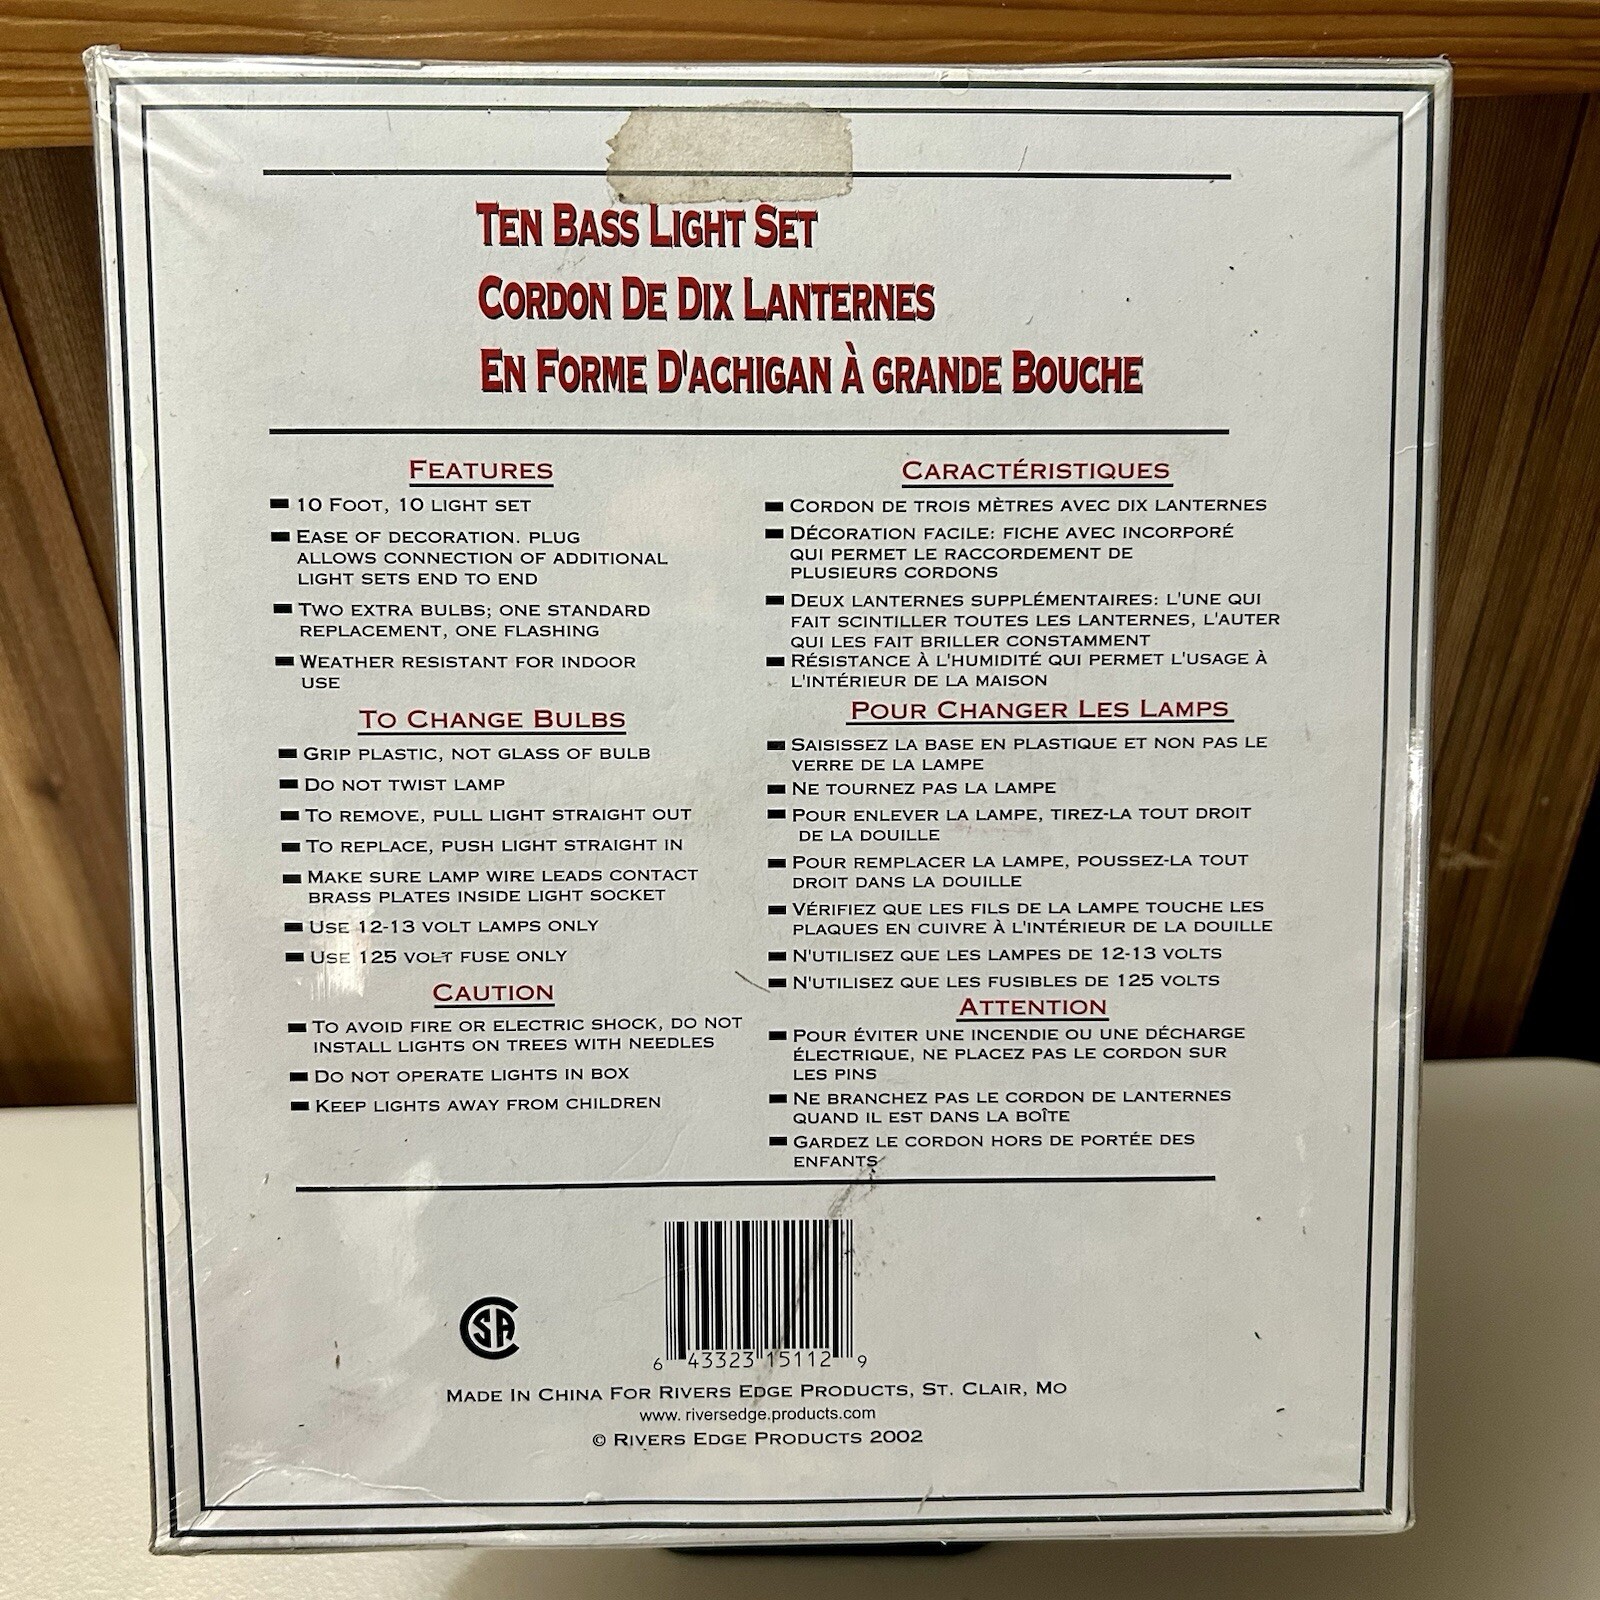 TEN BASS LIGHT SET
CORDON DE DIX LANTERNES
EN FORME D'ACHIGAN À GRANDE BOUCHE
FEATURES
10 FOOT, 10 LIGHT SET
EASE OF DECORATION. PLUG
ALLOWS CONNECTION OF ADDITIONAL
LIGHT SETS END TO END
TWO EXTRA BULBS; ONE STANDARD
REPLACEMENT, ONE FLASHING
WEATHER RESISTANT FOR INDOOR
USE
TO CHANGE BULBS
GRIP PLASTIC, NOT GLASS OF BULB
DO NOT TWIST LAMP
TO REMOVE, PULL LIGHT STRAIGHT OUT
TO REPLACE, PUSH LIGHT STRAIGHT IN
MAKE SURE LAMP WIRE LEADS CONTACT
BRASS PLATES INSIDE LIGHT SOCKET
USE 12-13 VOLT LAMPS ONLY
USE 125 VOLT FUSE ONLY
CAUTION
TO AVOID FIRE OR ELECTRIC SHOCK, DO NOT
INSTALL LIGHTS ON TREES WITH NEEDLES
DO NOT OPERATE LIGHTS IN BOX
KEEP LIGHTS AWAY FROM CHILDREN
CARACTÉRISTIQUES
CORDON DE TROIS MÈTRES AVEC DIX LANTERNES
DÉCORATION FACILE: FICHE AVEC INCORPORÉ
QUI PERMET LE RACCORDEMENT DE
PLUSIEURS CORDONS
DEUX LANTERNES SUPPLÉMENTAIRES: L'UNE QUI
FAIT SCINTILLER TOUTES LES LANTERNES, L'AUTER
QUI LES FAIT BRILLER CONSTAMMENT
RÉSISTANCE À L'HUMIDITÉ QUI PERMET L'USAGE À
L'INTÉRIEUR DE LA MAISON
POUR CHANGER LES LAMPS
SAISISSEZ LA BASE EN PLASTIQUE ET NON PAS LE
VERRE DE LA LAMPE
NE TOURNEZ PAS LA LAMPE
POUR ENLEVER LA LAMPE, TIREZ-LA TOUT DROIT
DE LA DOUILLE
POUR REMPLACER LA LAMPE, POUSSEZ-LA TOUT
DROIT DANS LA DOUILLE
VÉRIFIEZ QUE LES FILS DE LA LAMPE TOUCHE LES
PLAQUES EN CUIVRE À L'INTÉRIEUR DE LA DOUILLE
N'UTILISEZ QUE LES LAMPES DE 12-13 VOLTS
N'UTILISEZ QUE LES FUSIBLES DE 125 VOLTS
ATTENTION
POUR ÉVITER UNE INCENDIE OU UNE DÉCHARGE
ÉLECTRIQUE, NE PLACEZ PAS LE CORDON SUR
LES PINS
NE BRANCHEZ PAS LE CORDON DE LANTERNES
QUAND IL EST DANS LA BOÎTE
GARDEZ LE CORDON HORS DE PORTÉE DES
ENFANTS
CSA
6 43323 15112 9
MADE IN CHINA FOR RIVERS EDGE PRODUCTS, ST. CLAIR, MO
www. riversedge.products.com
© RIVERS EDGE PRODUCTS 2002